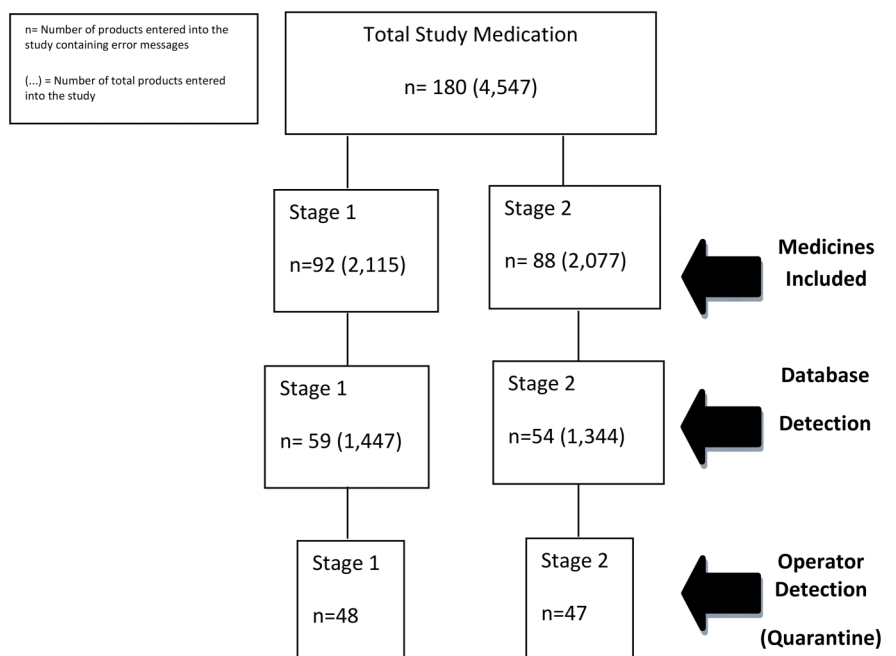 n= Number of products entered into the
study containing error messages
(...) = Number of total products entered
into the study
Total Study Medication
n= 180 (4,547)
Stage 1
n=92 (2,115)
Stage 2
n= 88 (2,077)
Medicines
Included
Stage 1
n= 59 (1,447)
Stage 2
n=54 (1,344)
Database
Detection
Stage 1
n=48
Stage 2
n=47
Operator
Detection
(Quarantine)